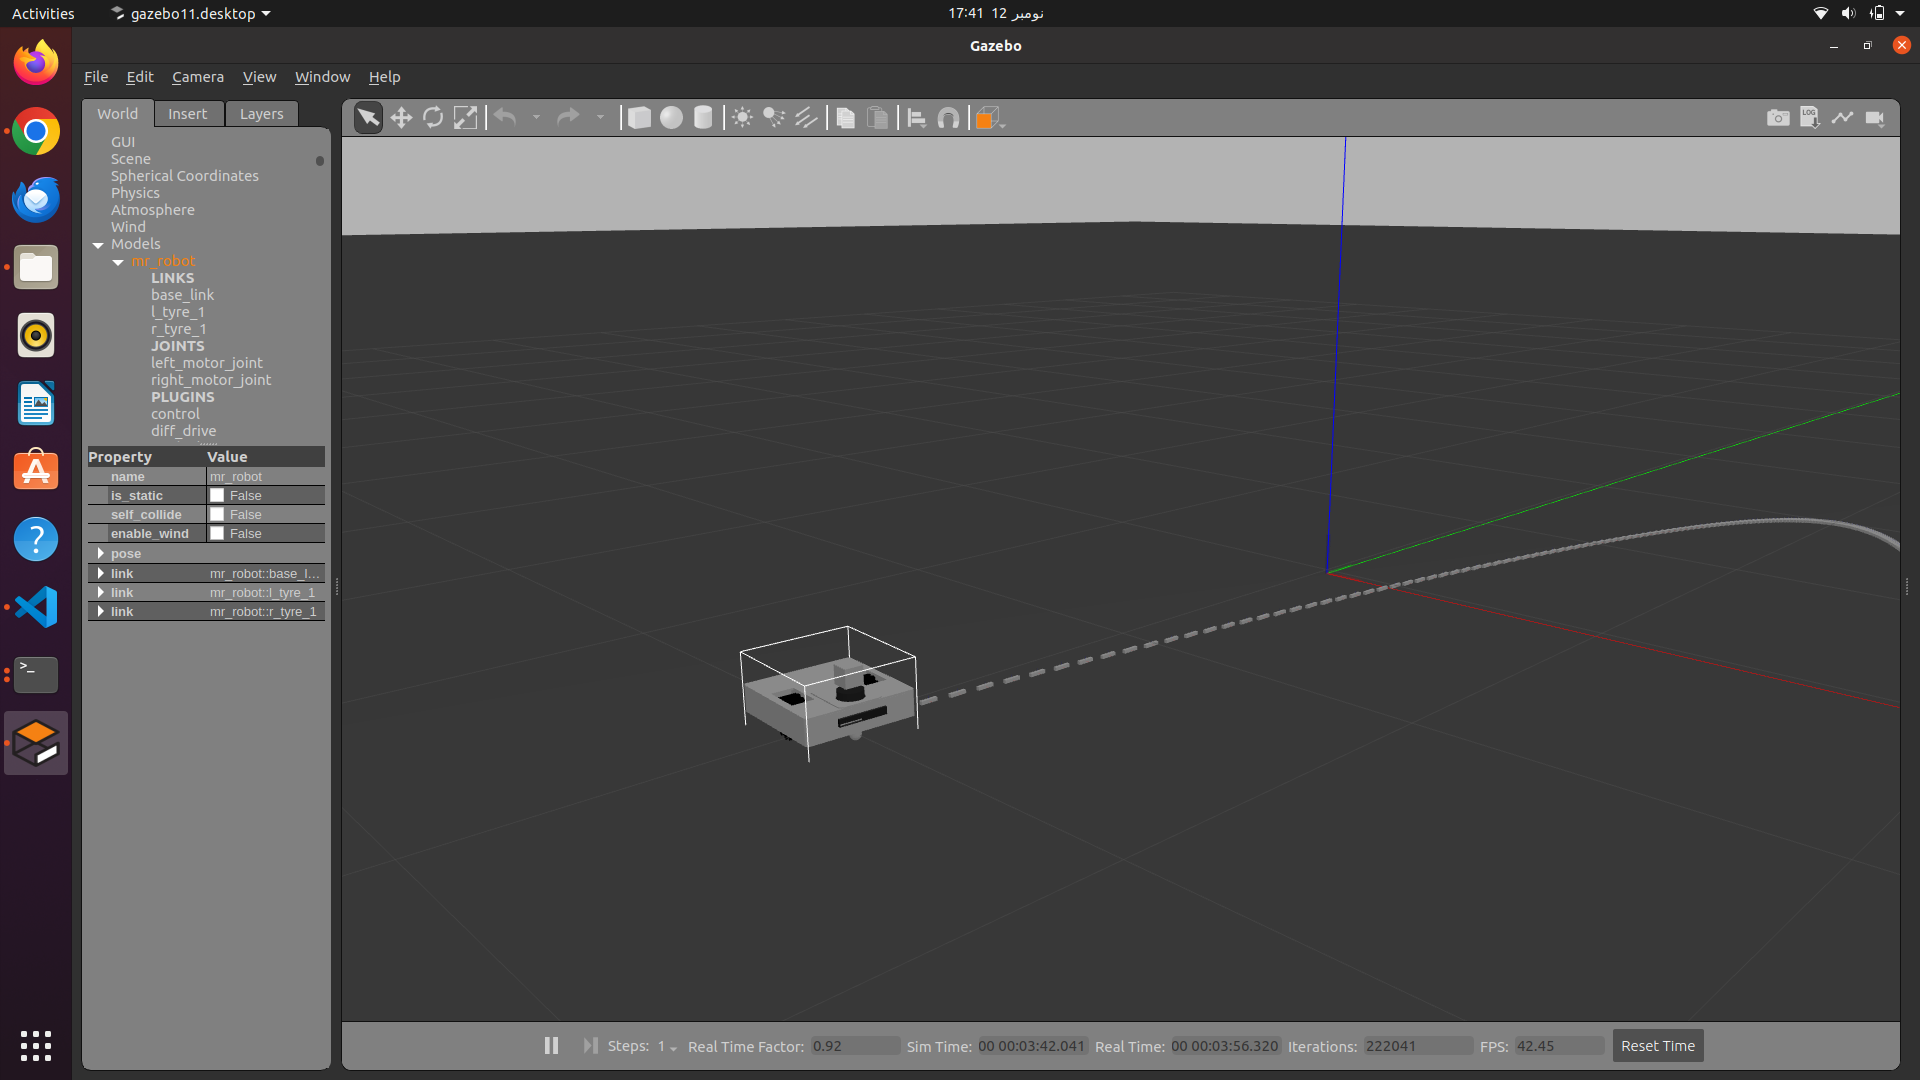 Activities
gazebo11.desktop
17:41 12 نومبر
Gazebo
File Edit Camera View Window Help
World Insert Layers
LOG
GUI
Scene
Spherical Coordinates
Physics
Atmosphere
Wind
Models
mr_robot
LINKS
base_link
l_tyre_1
r_tyre_1
JOINTS
left_motor_joint
right_motor_joint
PLUGINS
control
diff_drive
Property Value
name mr_robot
is_static False
self_collide False
enable_wind False
pose
link mr_robot::base_l...
link mr_robot::l_tyre_1
link mr_robot::r_tyre_1
Steps: 1 Real Time Factor: 0.92 Sim Time: 00 00:03:42.041 Real Time: 00 00:03:56.320 Iterations: 222041 FPS: 42.45 Reset Time